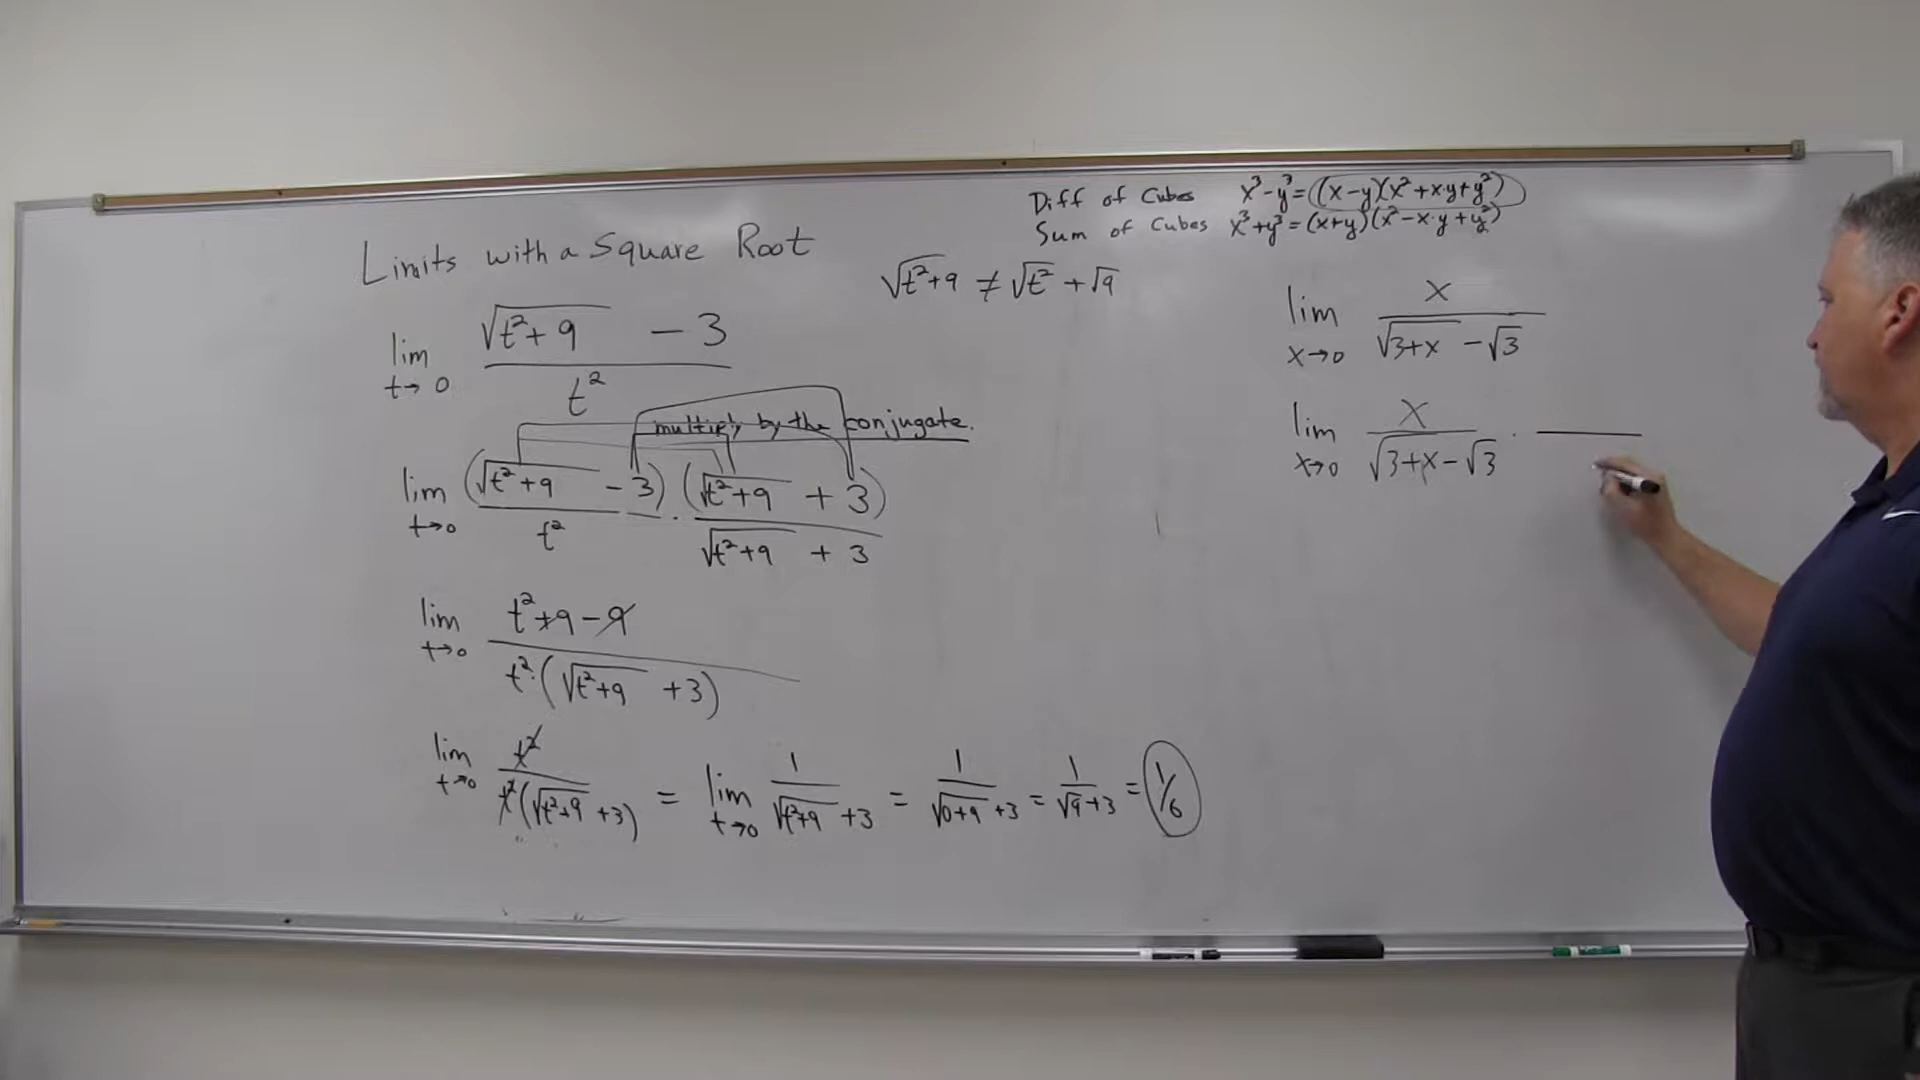 Diff of Cubes x³-y³=(x-y)(x²+x·y+y²)
Sum of Cubes x³+y³=(x+y)(x²-x·y+y²)
Limits with a Square Root
√(t²+9) ≠ √t² + √9
lim t→0 (√(t²+9) - 3) / t²
multiply by the conjugate.
lim t→0 (√(t²+9) - 3) / t² · (√(t²+9) + 3) / (√(t²+9) + 3)
lim t→0 (t²+9-9) / (t²·(√(t²+9) + 3))
lim t→0 t² / (t²(√(t²+9) + 3)) = lim t→0 1 / (√(t²+9) + 3) = 1 / (√(0+9) + 3) = 1 / (√9 + 3) = 1/6
lim x→0 x / (√(3+x) - √3)
lim x→0 x / (√(3+x) - √3) ·